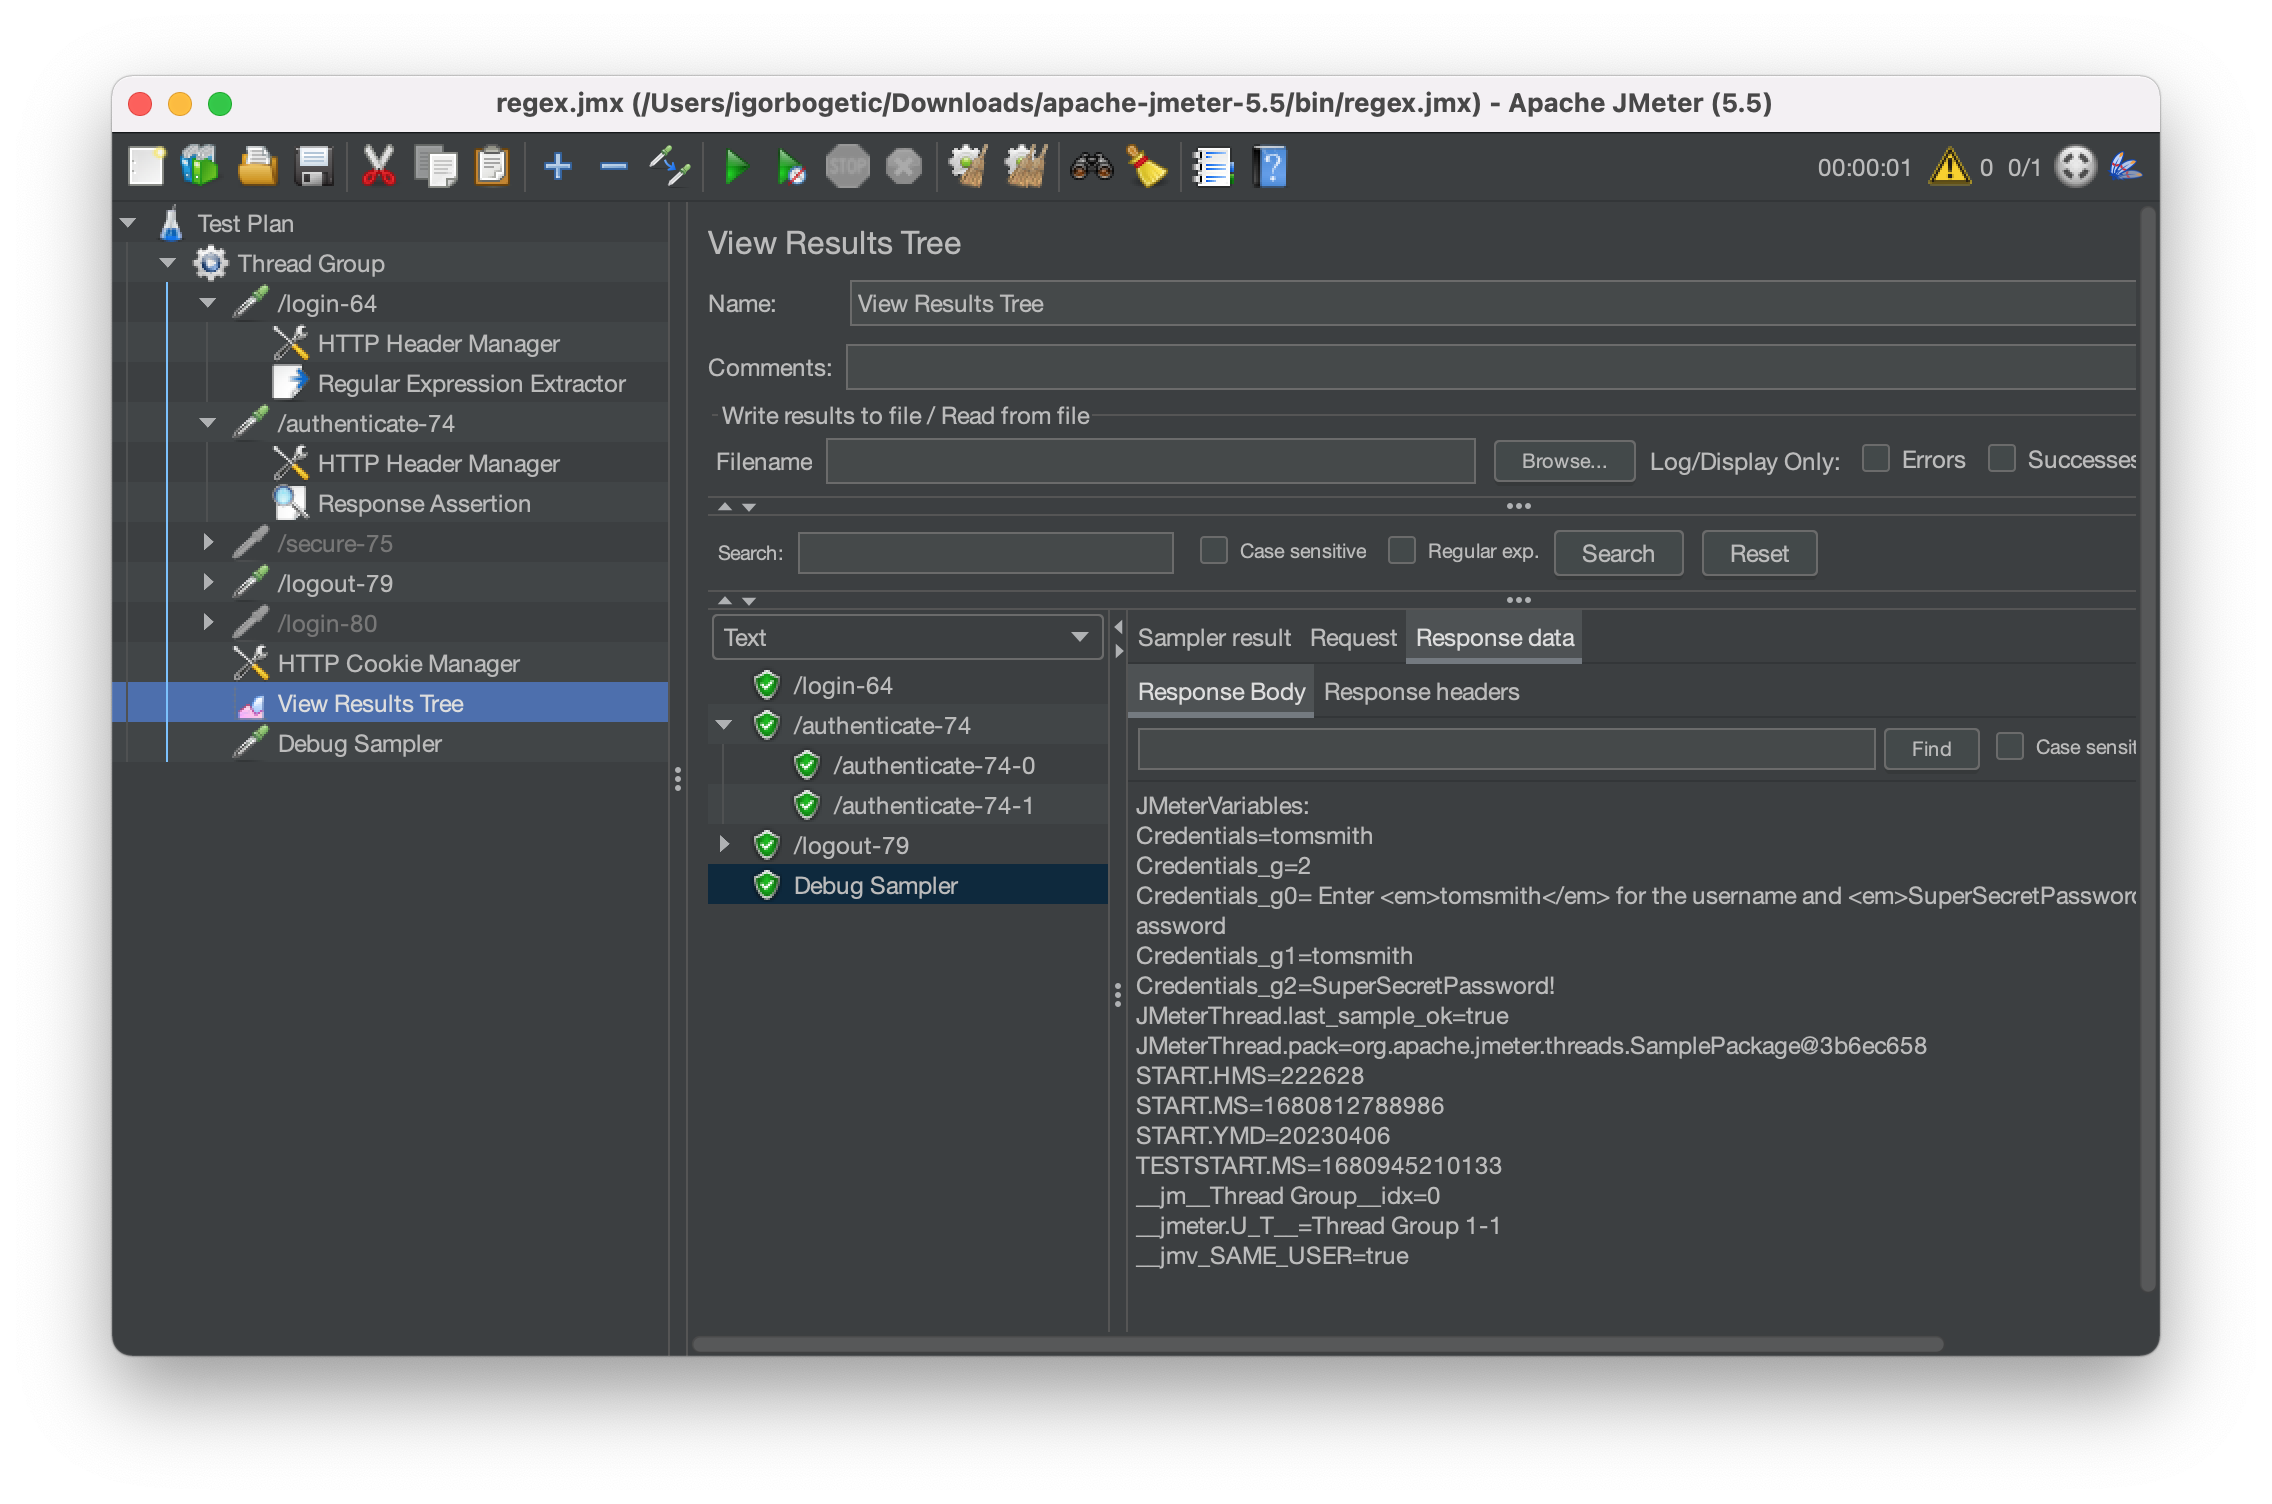 regex.jmx (/Users/igorbogetic/Downloads/apache-jmeter-5.5/bin/regex.jmx) - Apache JMeter (5.5)
STOP
00:00:01 0 0/1
Test Plan
Thread Group
/login-64
HTTP Header Manager
Regular Expression Extractor
/authenticate-74
HTTP Header Manager
Response Assertion
/secure-75
/logout-79
/login-80
HTTP Cookie Manager
View Results Tree
Debug Sampler
View Results Tree
Name: View Results Tree
Comments:
Write results to file / Read from file
Filename Browse... Log/Display Only: Errors Successes
Search: Case sensitive Regular exp. Search Reset
Text
/login-64
/authenticate-74
/authenticate-74-0
/authenticate-74-1
/logout-79
Debug Sampler
Sampler result Request Response data
Response Body Response headers
Find Case sensit
JMeterVariables:
Credentials=tomsmith
Credentials_g=2
Credentials_g0= Enter <em>tomsmith</em> for the username and <em>SuperSecretPassword
assword
Credentials_g1=tomsmith
Credentials_g2=SuperSecretPassword!
JMeterThread.last_sample_ok=true
JMeterThread.pack=org.apache.jmeter.threads.SamplePackage@3b6ec658
START.HMS=222628
START.MS=1680812788986
START.YMD=20230406
TESTSTART.MS=1680945210133
__jm__Thread Group__idx=0
__jmeter.U_T__=Thread Group 1-1
__jmv_SAME_USER=true